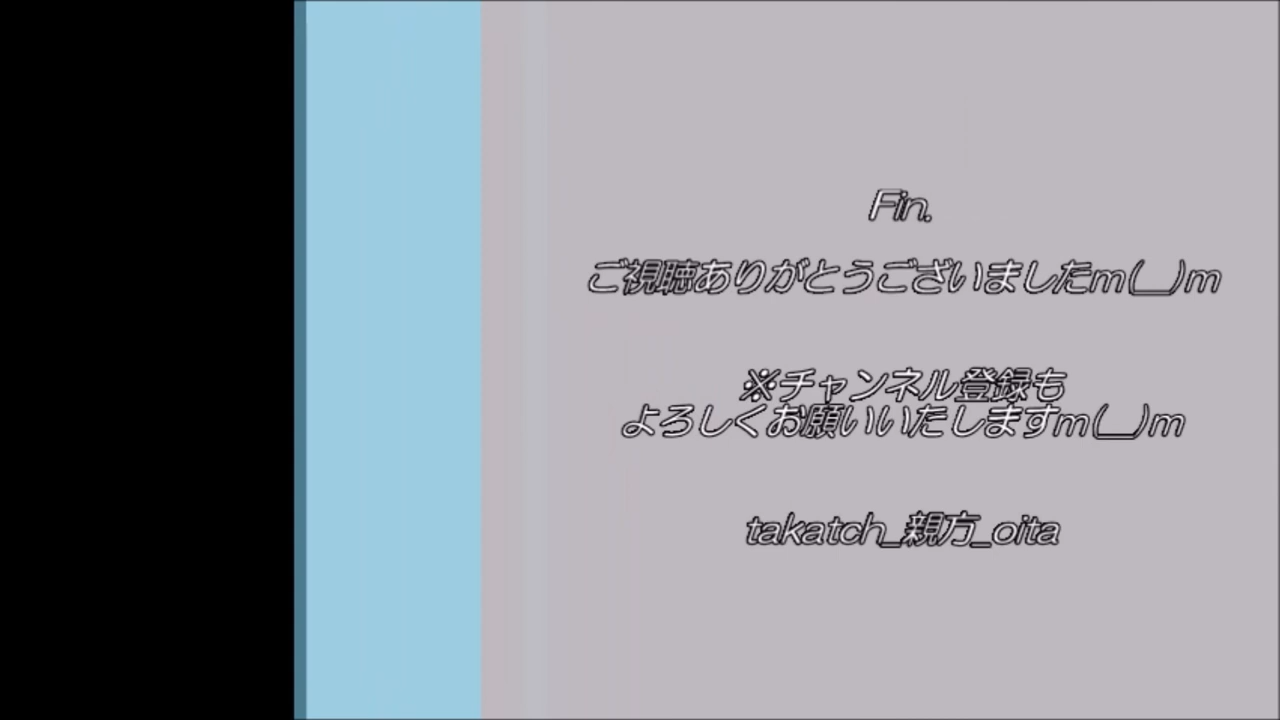 Fin.
ご視聴ありがとうございましたm(__)m
※チャンネル登録も
よろしくお願いいたしますm(__)m
takatch_親方_oita